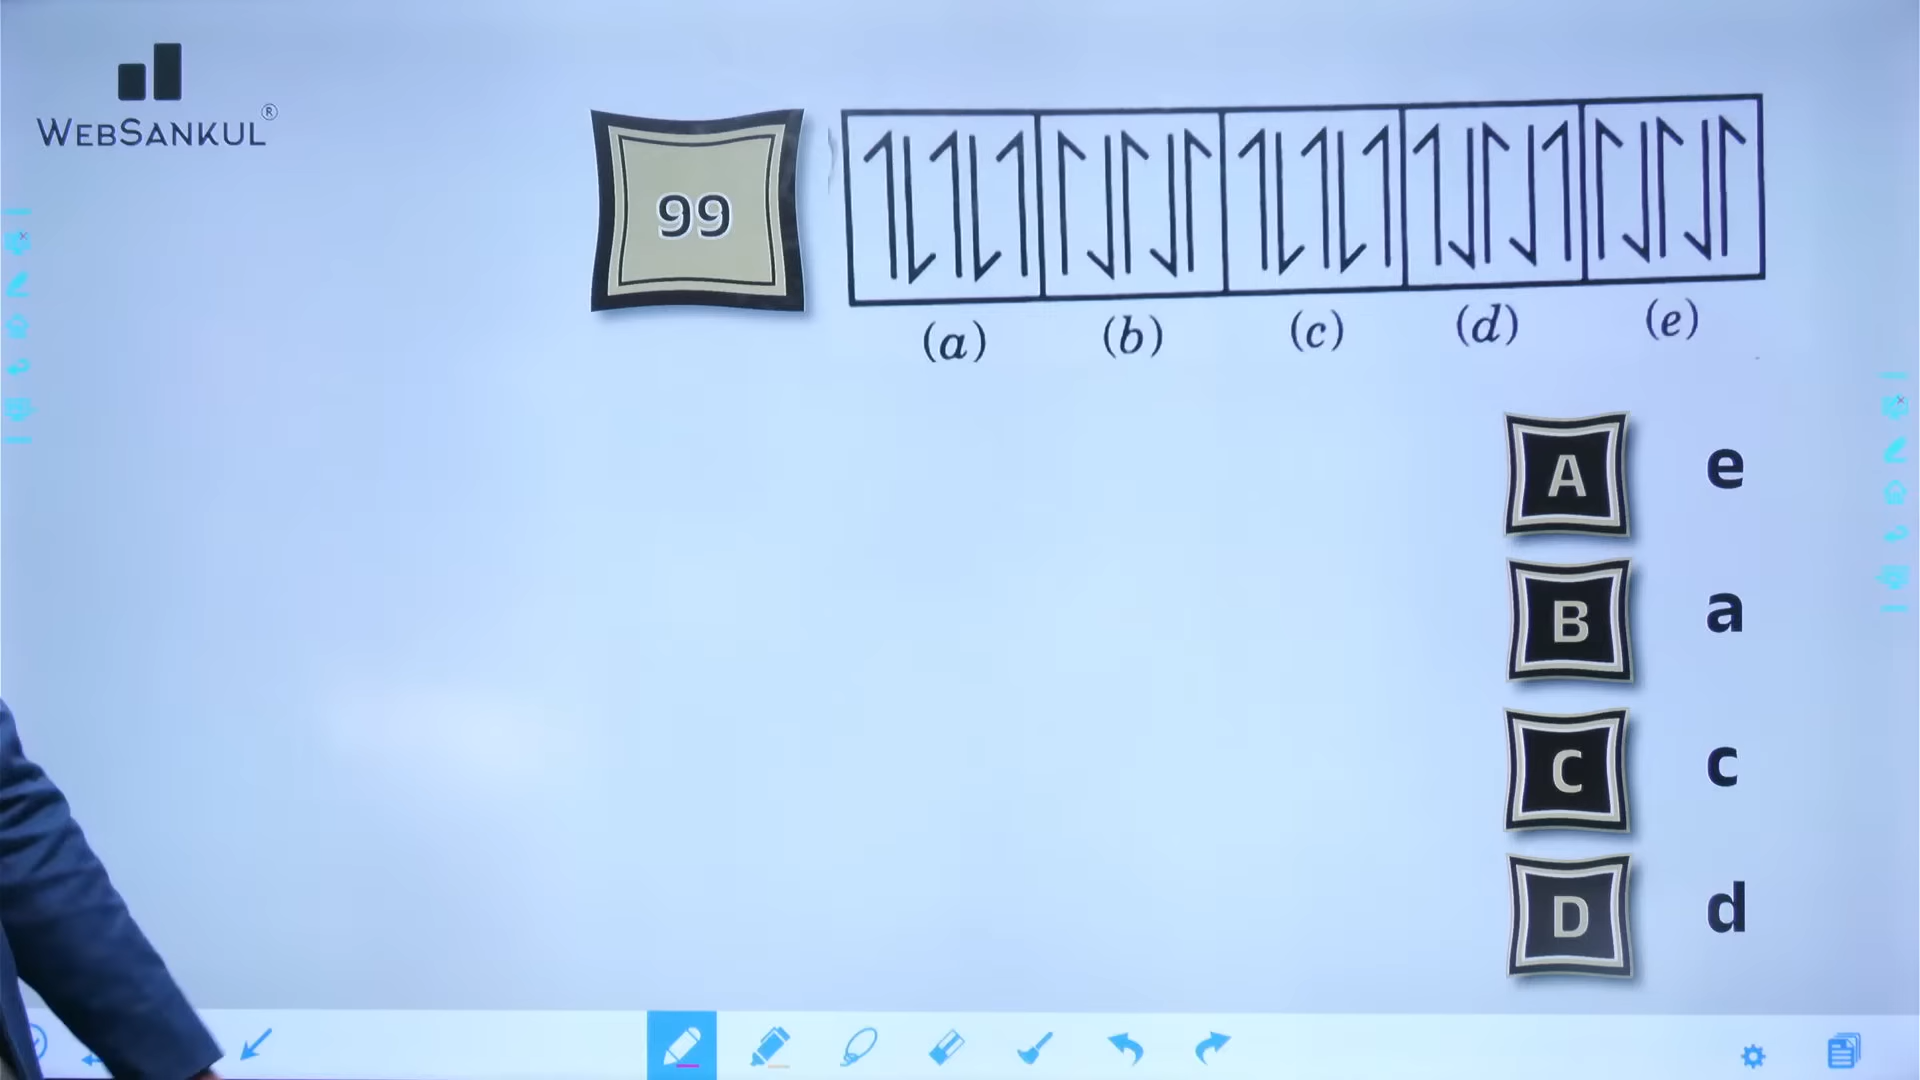 WEBSANKUL®
99
(a) (b) (c) (d) (e)
A e
B a
C c
D d